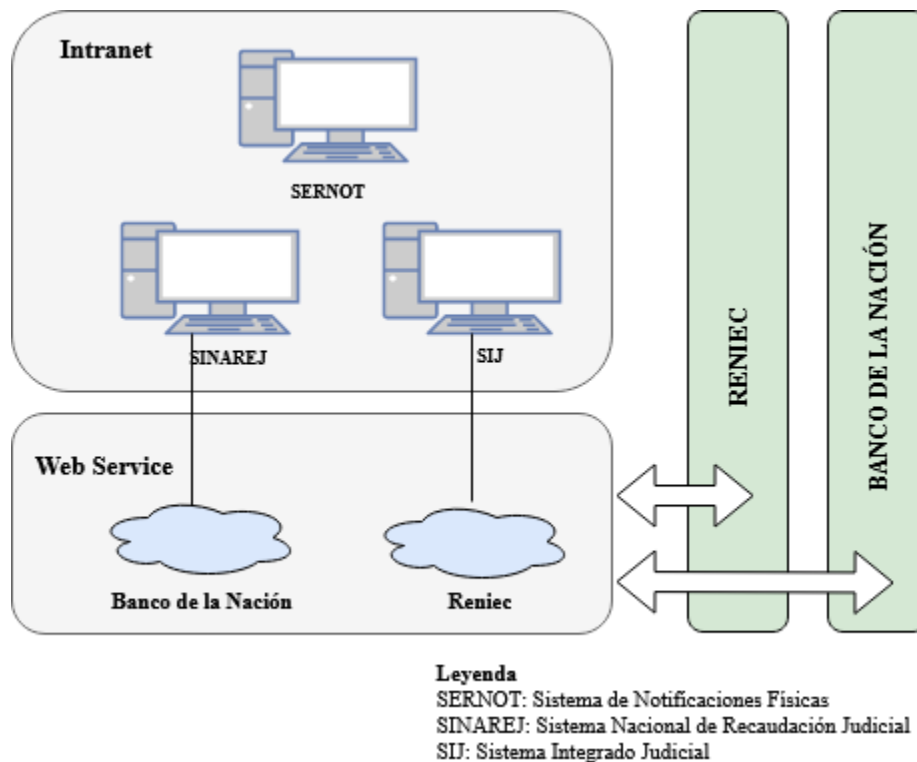 Intranet
SERNOT
SINAREJ
SIJ
Web Service
Banco de la Nación
Reniec
RENIEC
BANCO DE LA NACIÓN
Leyenda
SERNOT: Sistema de Notificaciones Físicas
SINAREJ: Sistema Nacional de Recaudación Judicial
SIJ: Sistema Integrado Judicial